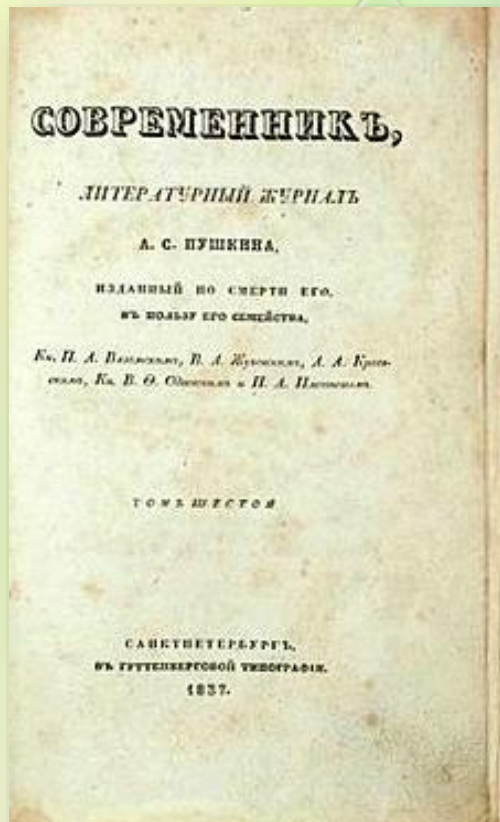 СОВРЕМЕННИКЪ,
ЛИТЕРАТУРНЫЙ ЖУРНАЛЪ
А. С. ПУШКИНА,
ИЗДАННЫЙ ПО СМЕРТИ ЕГО,
ВЪ ПОЛЬЗУ ЕГО СЕМЕЙСТВА,
Кн. П. А. Вяземскимъ, В. А. Жуковскимъ, А. А. Краев-
скимъ, Кн. В. Ѳ. Одоевскимъ и П. А. Плетневымъ.
ТОМЪ ШЕСТОЙ
САНКТПЕТЕРБУРГЪ,
ВЪ ГУТТЕНБЕРГОВОЙ ТИПОГРАФІИ.
1837.